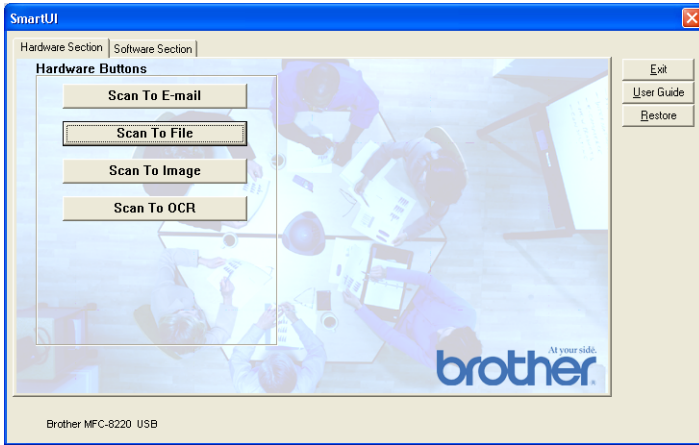 SmartUI
Hardware Section
Software Section
Hardware Buttons
Scan To E-mail
Scan To File
Scan To Image
Scan To OCR
Exit
User Guide
Restore
At your side.
brother
Brother MFC-8220 USB